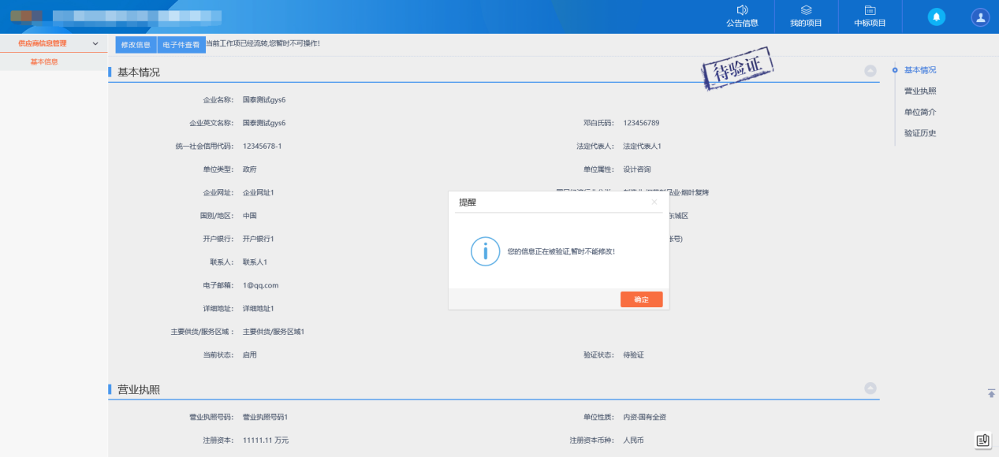 公告信息
我的项目
中标项目
供应商信息管理
基本信息
修改信息
电子件查看
当前工作项已经流转,您暂时不可操作!
基本情况
待验证
基本情况
营业执照
单位简介
验证历史
企业名称： 国泰测试gys6
企业英文名称： 国泰测试gys6 邓白氏码： 123456789
统一社会信用代码： 12345678-1 法定代表人： 法定代表人1
单位类型： 政府 单位属性： 设计咨询
企业网址： 企业网址1 品业·烟叶复烤
国别/地区： 中国 东城区
开户银行： 开户银行1 账号)
联系人： 联系人1
电子邮箱： 1@qq.com
详细地址： 详细地址1
主要供货/服务区域 ： 主要供货/服务区域1
当前状态： 启用 验证状态： 待验证
提醒
您的信息正在被验证,暂时不能修改!
确定
营业执照
营业执照号码： 营业执照号码1 单位性质： 内资·国有全资
注册资本： 11111.11 万元 注册资本币种： 人民币